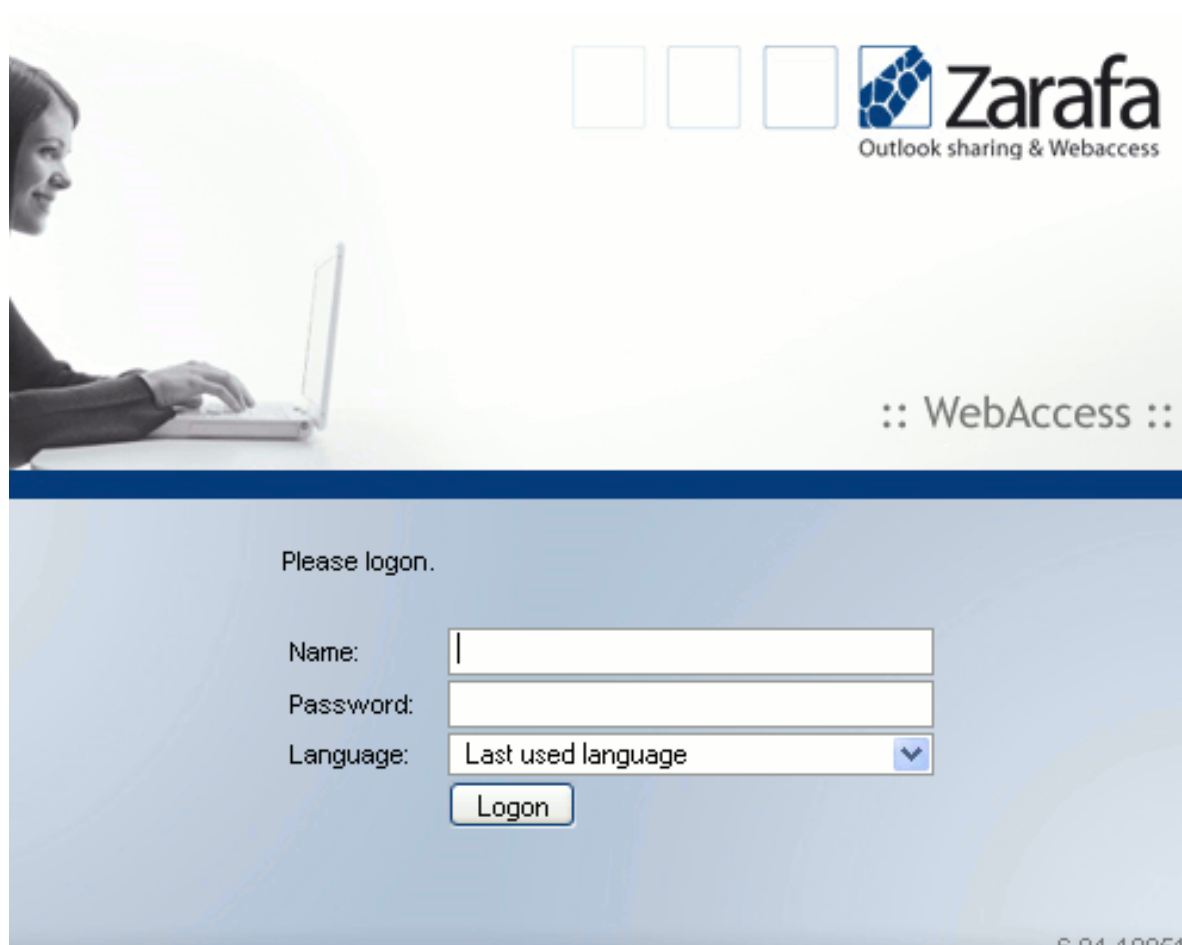 Zarafa
Outlook sharing & Webaccess
:: WebAccess ::
Please logon.
Name:
Password:
Language: Last used language
Logon